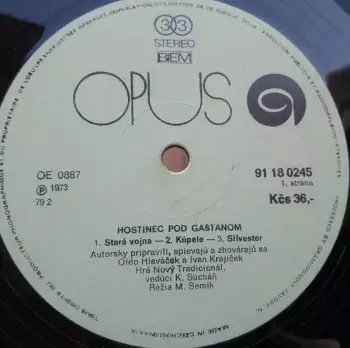 33
STEREO
BIEM
OPUS
OE 0887
℗ 1973
79 2
91 18 0245
1. strana
Kčs 36,-
HOSTINEC POD GAŠTANOM
1. Stará vojna — 2. Kúpele — 3. Silvester
Autorsky pripravili, spievajú a zhovárajú sa
Oldo Hlaváček a Ivan Krajíček
Hrá Nový Tradicionál,
vedúci K. Sucháň
Réžia M. Semik
MADE IN CZECHOSLOVAKIA